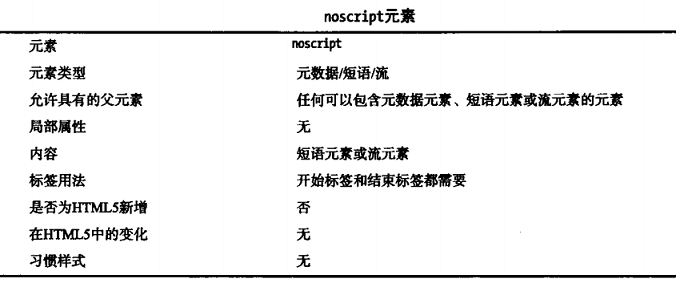 noscript元素
元素 noscript
元素类型 元数据/短语/流
允许具有的父元素 任何可以包含元数据元素、短语元素或流元素的元素
局部属性 无
内容 短语元素或流元素
标签用法 开始标签和结束标签都需要
是否为HTML5新增 否
在HTML5中的变化 无
习惯样式 无